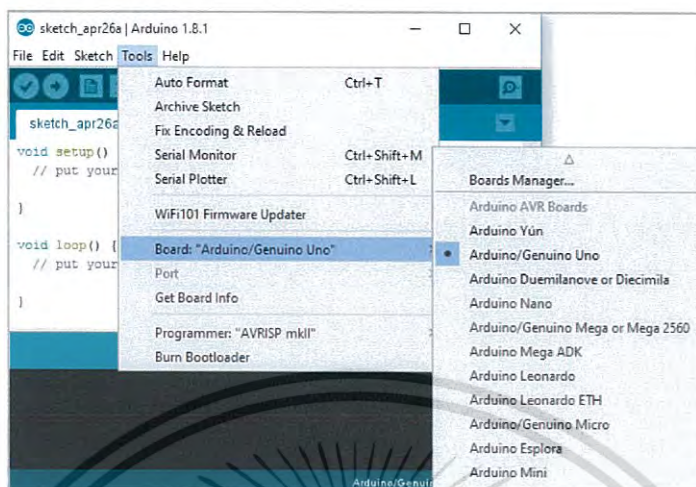 sketch_apr26a | Arduino 1.8.1
File Edit Sketch Tools Help
sketch_apr26a
void setup()
// put your
}
void loop() {
// put your
}
Auto Format Ctrl+T
Archive Sketch
Fix Encoding & Reload
Serial Monitor Ctrl+Shift+M
Serial Plotter Ctrl+Shift+L
WiFi101 Firmware Updater
Board: "Arduino/Genuino Uno"
Port
Get Board Info
Programmer: "AVRISP mkII"
Burn Bootloader
Boards Manager...
Arduino AVR Boards
Arduino Yún
Arduino/Genuino Uno
Arduino Duemilanove or Diecimila
Arduino Nano
Arduino/Genuino Mega or Mega 2560
Arduino Mega ADK
Arduino Leonardo
Arduino Leonardo ETH
Arduino/Genuino Micro
Arduino Esplora
Arduino Mini
Arduino/Genui